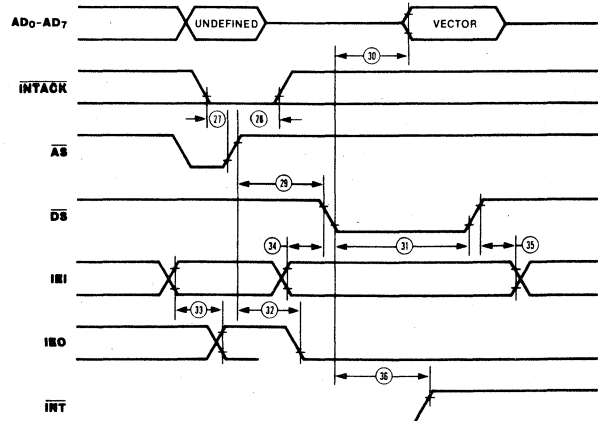 AD₀-AD₇ UNDEFINED VECTOR
30
INTACK
27 28
AS
29
DS
34 31 35
IEI
33 32
IEO
36
INT